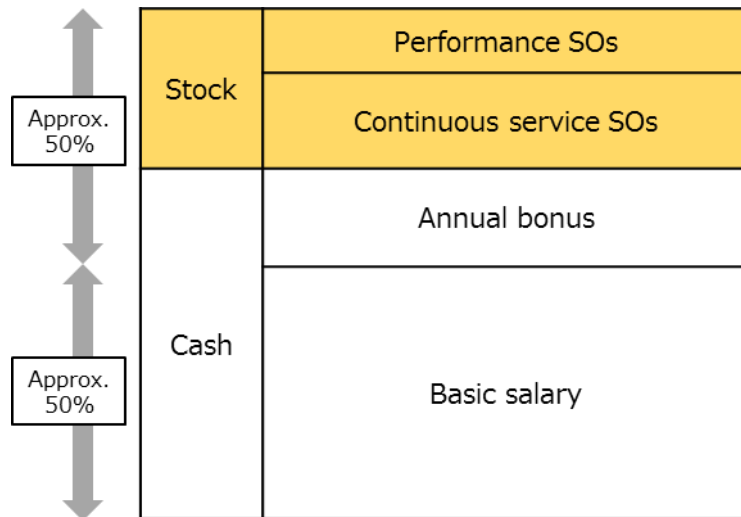 Performance SOs
Stock
Approx.
50%
Continuous service SOs
Annual bonus
Cash
Approx.
50%
Basic salary